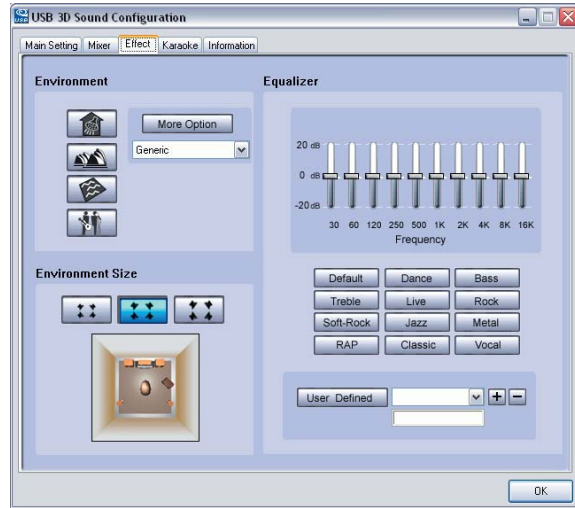 USB 3D Sound Configuration
Main Setting Mixer Effect Karaoke Information
Environment
More Option
Generic
Environment Size
Equalizer
20 dB
0 dB
-20 dB
30 60 120 250 500 1K 2K 4K 8K 16K
Frequency
Default Dance Bass
Treble Live Rock
Soft-Rock Jazz Metal
RAP Classic Vocal
User Defined
OK